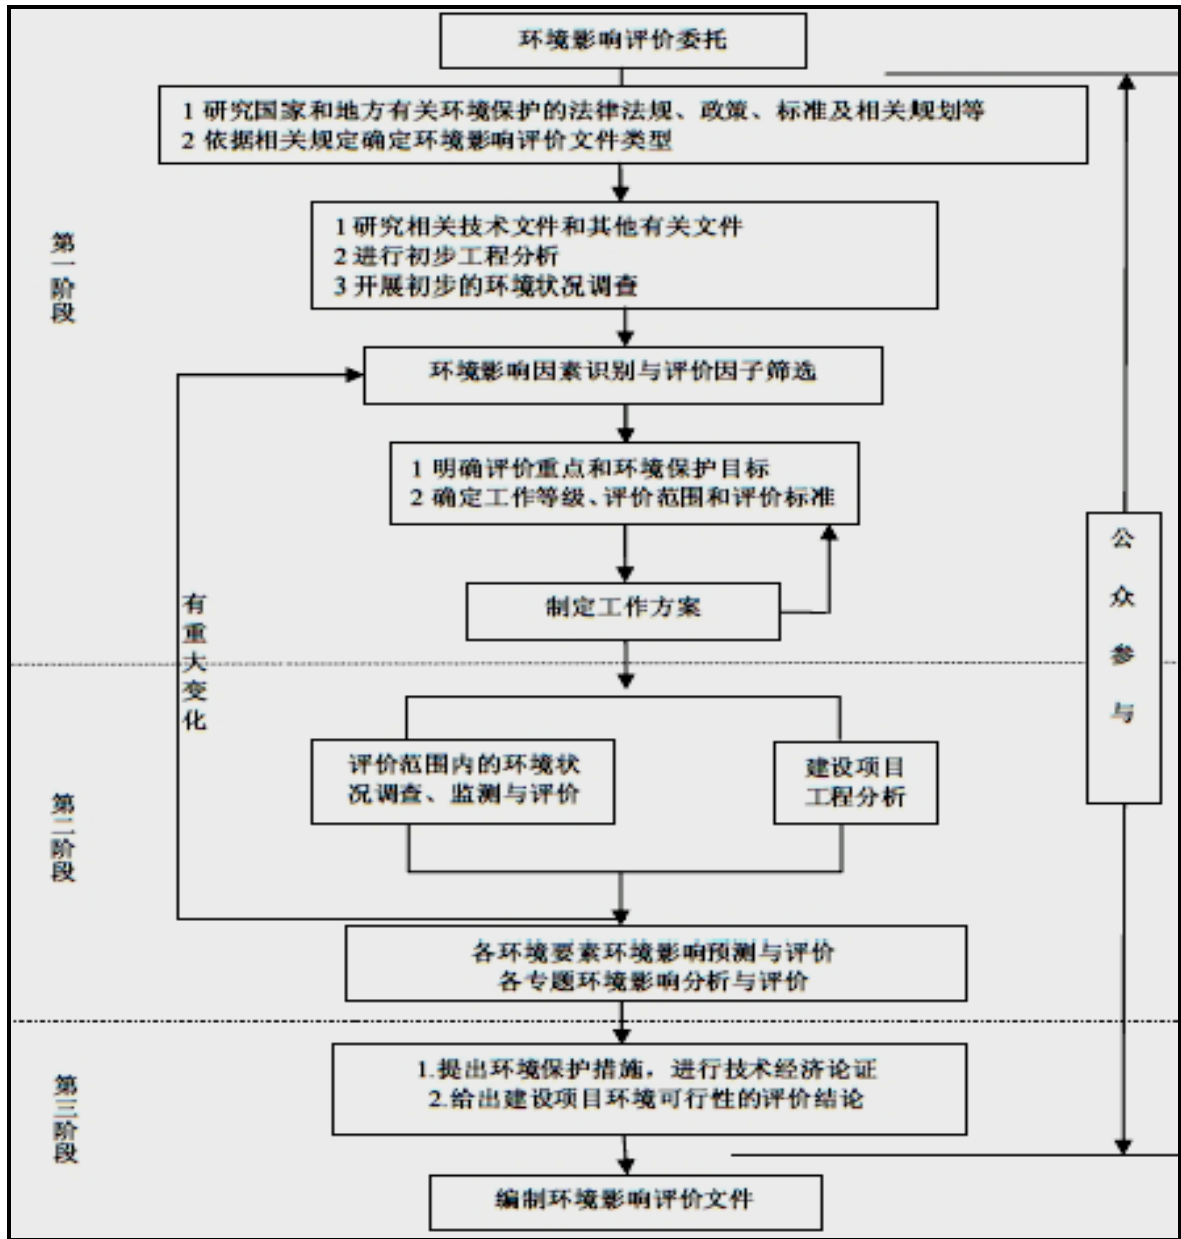 环境影响评价委托
1 研究国家和地方有关环境保护的法律法规、政策、标准及相关规划等
2 依据相关规定确定环境影响评价文件类型
第一阶段
1 研究相关技术文件和其他有关文件
2 进行初步工程分析
3 开展初步的环境状况调查
环境影响因素识别与评价因子筛选
1 明确评价重点和环境保护目标
2 确定工作等级、评价范围和评价标准
公众参与
制定工作方案
有重大变化
第二阶段
评价范围内的环境状
况调查、监测与评价
建设项目
工程分析
各环境要素环境影响预测与评价
各专题环境影响分析与评价
第三阶段
1.提出环境保护措施，进行技术经济论证
2.给出建设项目环境可行性的评价结论
编制环境影响评价文件